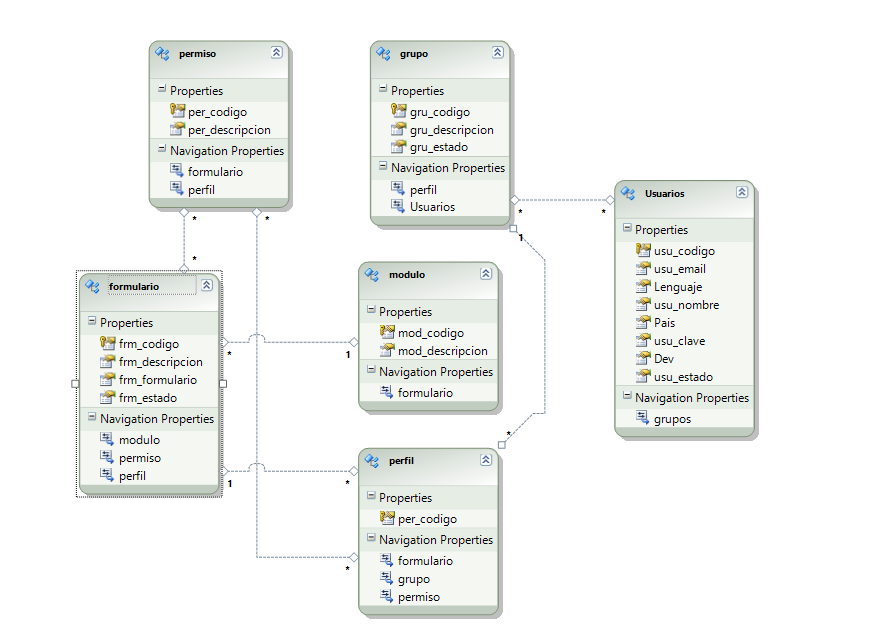 permiso
Properties
per_codigo
per_descripcion
Navigation Properties
formulario
perfil
*
*
grupo
Properties
gru_codigo
gru_descripcion
gru_estado
Navigation Properties
perfil
Usuarios
*
*
1
Usuarios
Properties
usu_codigo
usu_email
Lenguaje
usu_nombre
Pais
usu_clave
Dev
usu_estado
Navigation Properties
grupos
*
formulario
Properties
frm_codigo
frm_descripcion
frm_formulario
frm_estado
Navigation Properties
modulo
permiso
perfil
*
1
modulo
Properties
mod_codigo
mod_descripcion
Navigation Properties
formulario
1
*
*
perfil
Properties
per_codigo
Navigation Properties
formulario
grupo
permiso
*